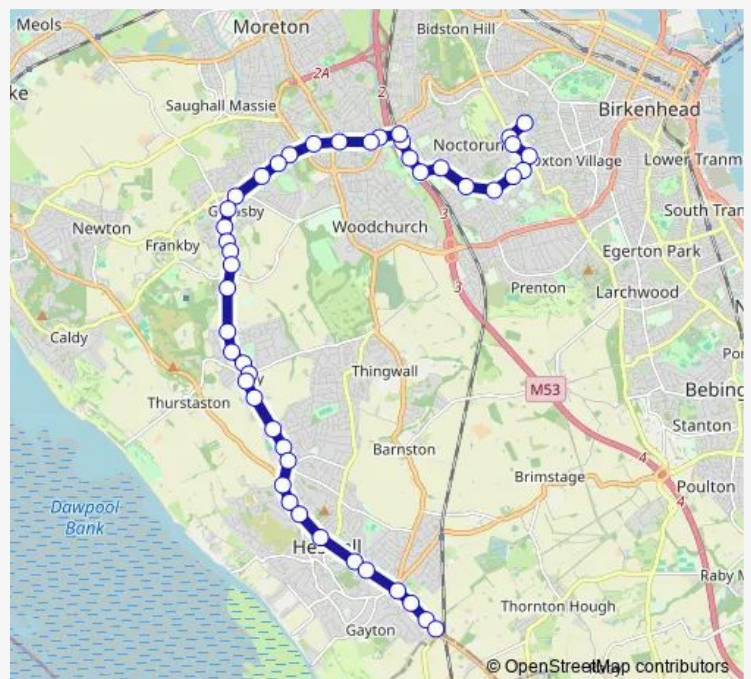 Meols
Moreton
Bidston Hill
2A
ke
2
Saughall Massie
Birkenhead
Noctorum
oxton Village
Lower Tranm
Newton
3
South Tran
Frankby
Woodchurch
Egerton Park
3
Prenton
Larchwood
Caldy
Thingwall
M53
Thurstaston
Bebing
Stanton
Barnston
4
Brimstage
Poulton
4
Dawpool
Bank
Raby M
Thornton Hough
Gayton
© OpenStreetMap contributors